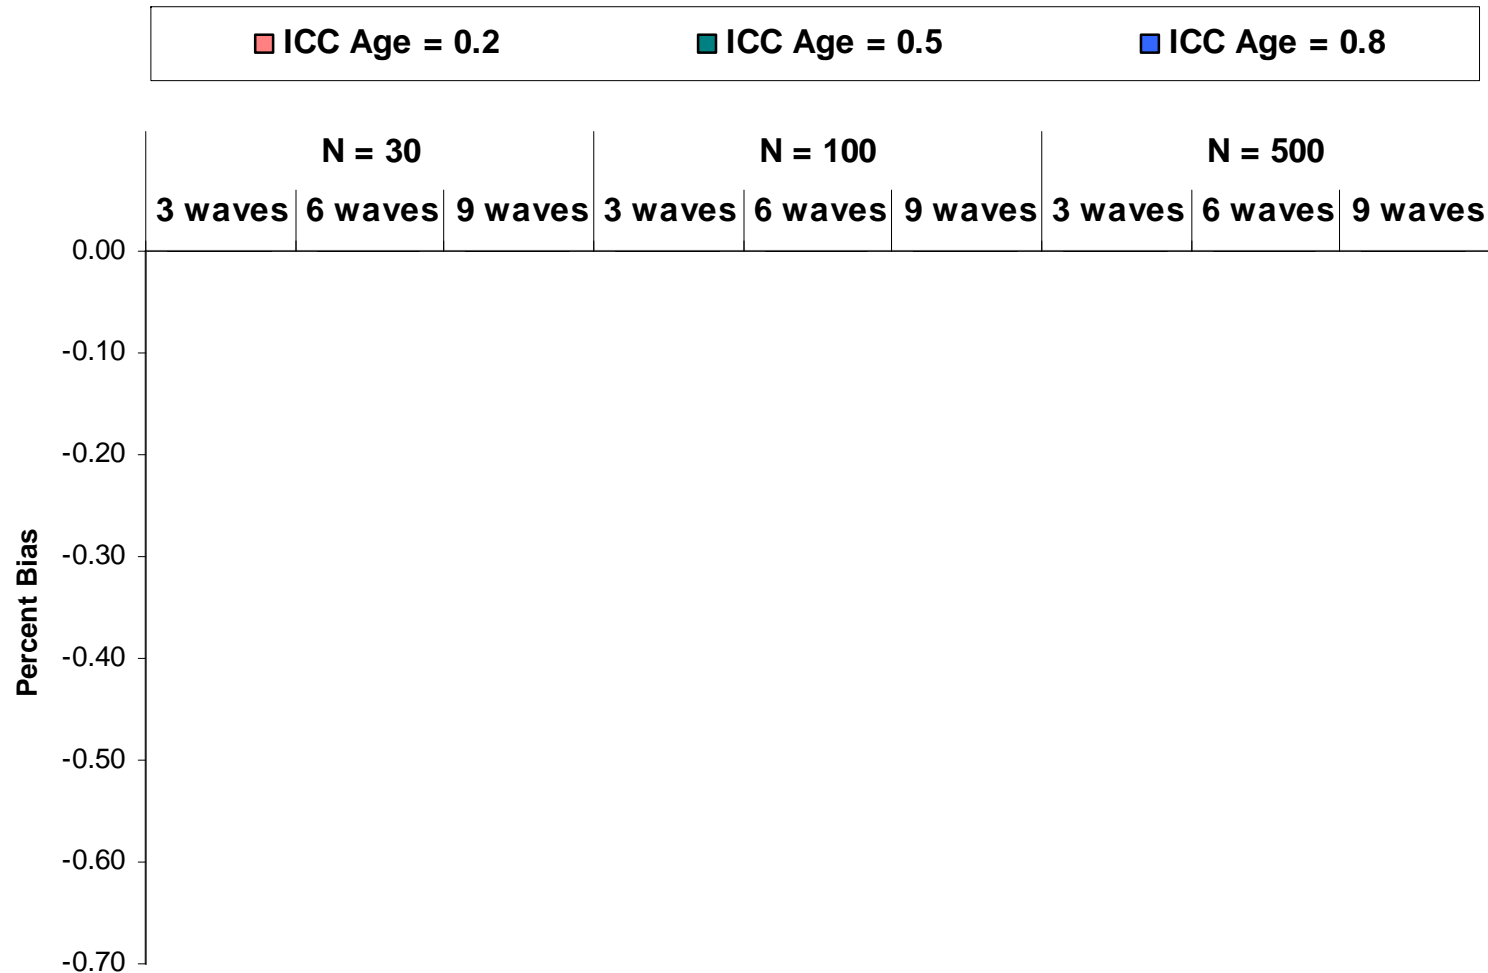 ICC Age = 0.2 ICC Age = 0.5 ICC Age = 0.8
N = 30 N = 100 N = 500
3 waves 6 waves 9 waves 3 waves 6 waves 9 waves 3 waves 6 waves 9 waves
0.00
-0.10
-0.20
-0.30
-0.40
-0.50
-0.60
-0.70
Percent Bias